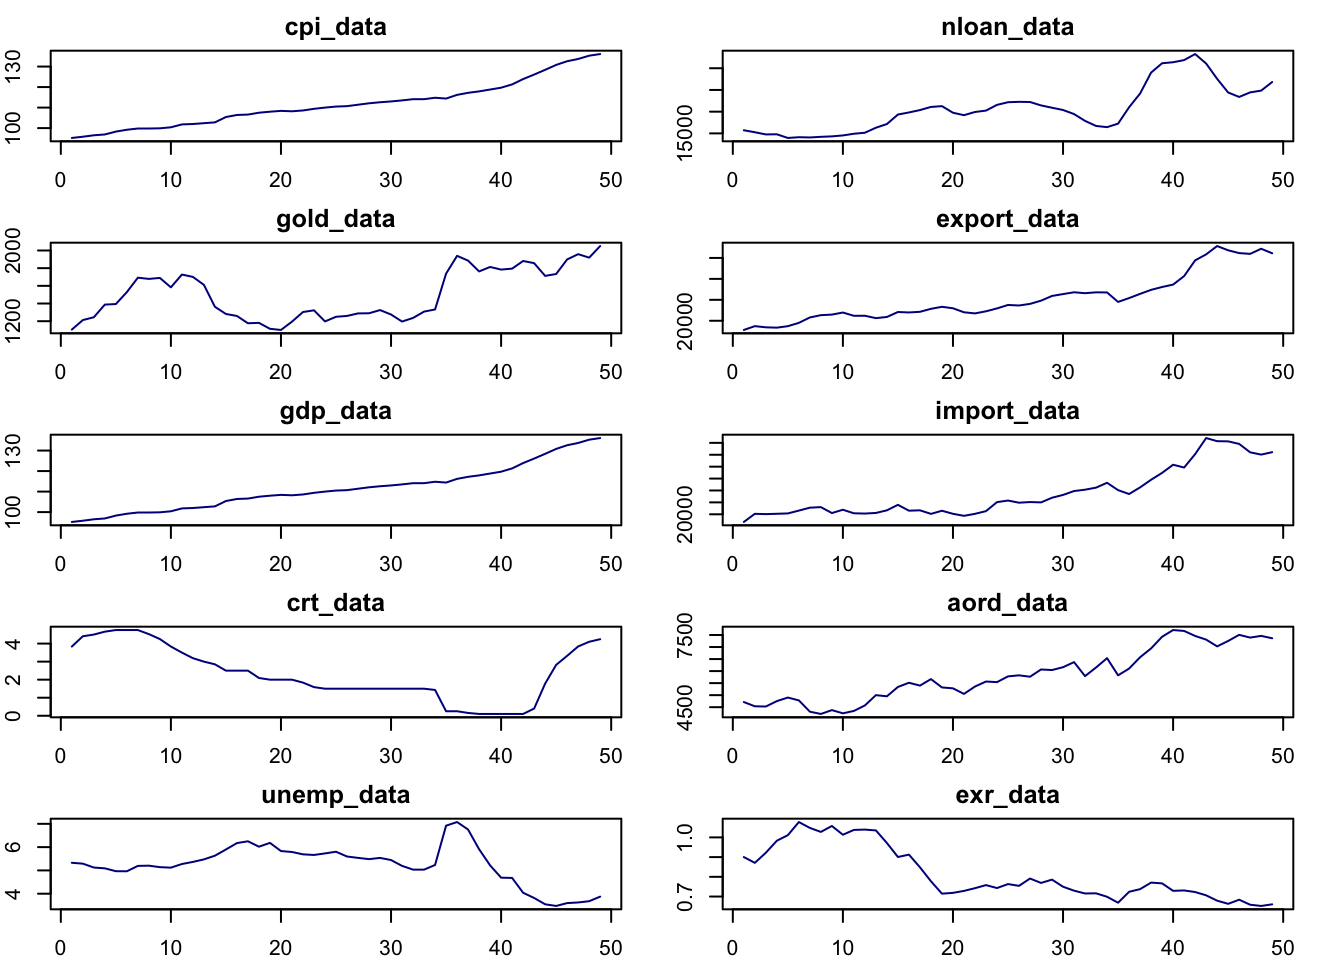 cpi_data
130
100
0 10 20 30 40 50
nloan_data
15000
0 10 20 30 40 50
gold_data
2000
1200
0 10 20 30 40 50
export_data
20000
0 10 20 30 40 50
gdp_data
130
100
0 10 20 30 40 50
import_data
20000
0 10 20 30 40 50
crt_data
4
2
0
0 10 20 30 40 50
aord_data
7500
4500
0 10 20 30 40 50
unemp_data
6
4
0 10 20 30 40 50
exr_data
1.0
0.7
0 10 20 30 40 50